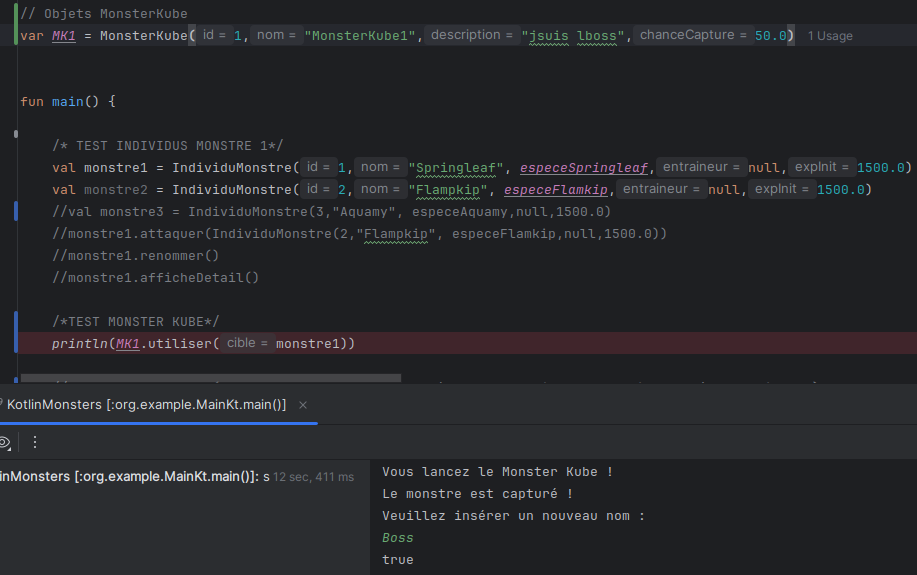 // Objets MonsterKube
var MK1 = MonsterKube( id = 1, nom = "MonsterKube1", description = "jsuis lboss", chanceCapture = 50.0) 1 Usage
fun main() {
/* TEST INDIVIDUS MONSTRE 1*/
val monstre1 = IndividuMonstre( id = 1, nom = "Springleaf", especeSpringleaf, entraineur = null, expInit = 1500.0)
val monstre2 = IndividuMonstre( id = 2, nom = "Flampkip", especeFlamkip, entraineur = null, expInit = 1500.0)
//val monstre3 = IndividuMonstre(3,"Aquamy", especeAquamy,null,1500.0)
//monstre1.attaquer(IndividuMonstre(2,"Flampkip", especeFlamkip,null,1500.0))
//monstre1.renommer()
//monstre1.afficheDetail()
/*TEST MONSTER KUBE*/
println(MK1.utiliser( cible = monstre1))
KotlinMonsters [:org.example.MainKt.main()] ×
inMonsters [:org.example.MainKt.main()]: s 12 sec, 411 ms
Vous lancez le Monster Kube !
Le monstre est capturé !
Veuillez insérer un nouveau nom :
Boss
true